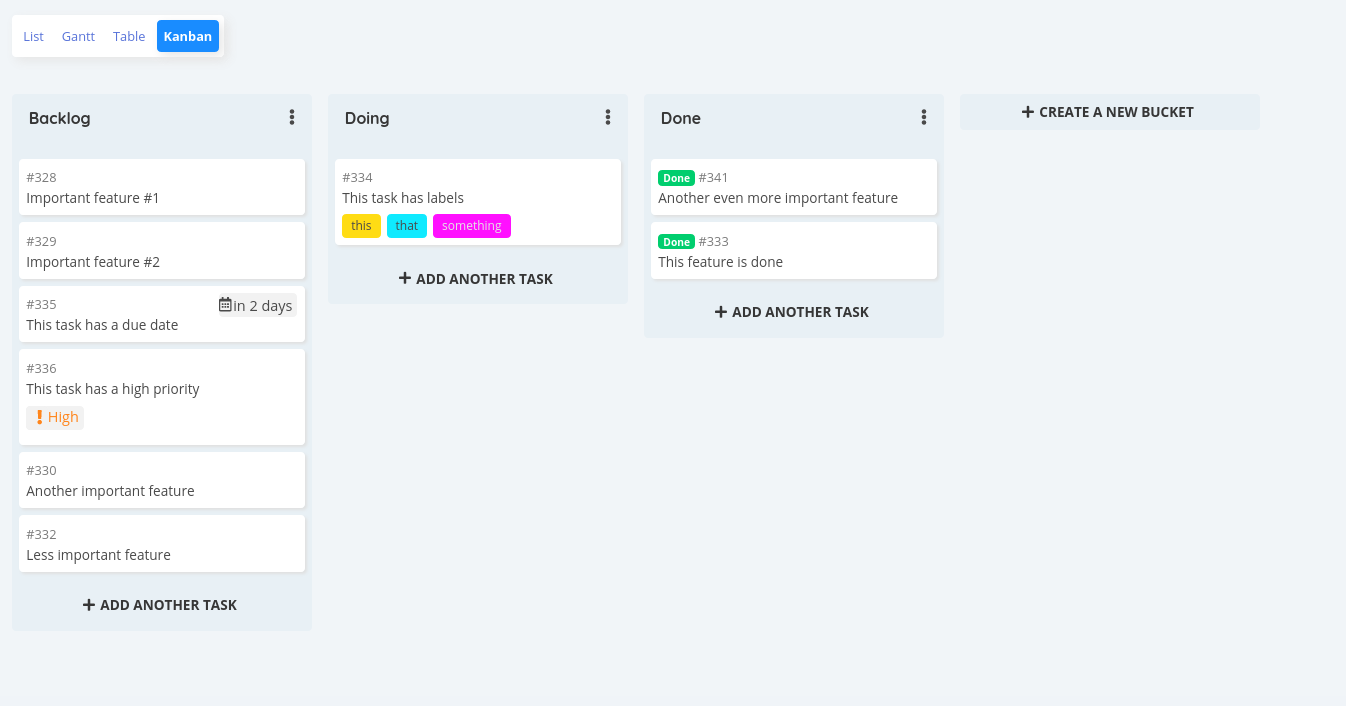 List Gantt Table Kanban
Backlog
#328
Important feature #1
#329
Important feature #2
#335
in 2 days
This task has a due date
#336
This task has a high priority
High
#330
Another important feature
#332
Less important feature
ADD ANOTHER TASK
Doing
#334
This task has labels
this that something
ADD ANOTHER TASK
Done
Done #341
Another even more important feature
Done #333
This feature is done
ADD ANOTHER TASK
CREATE A NEW BUCKET